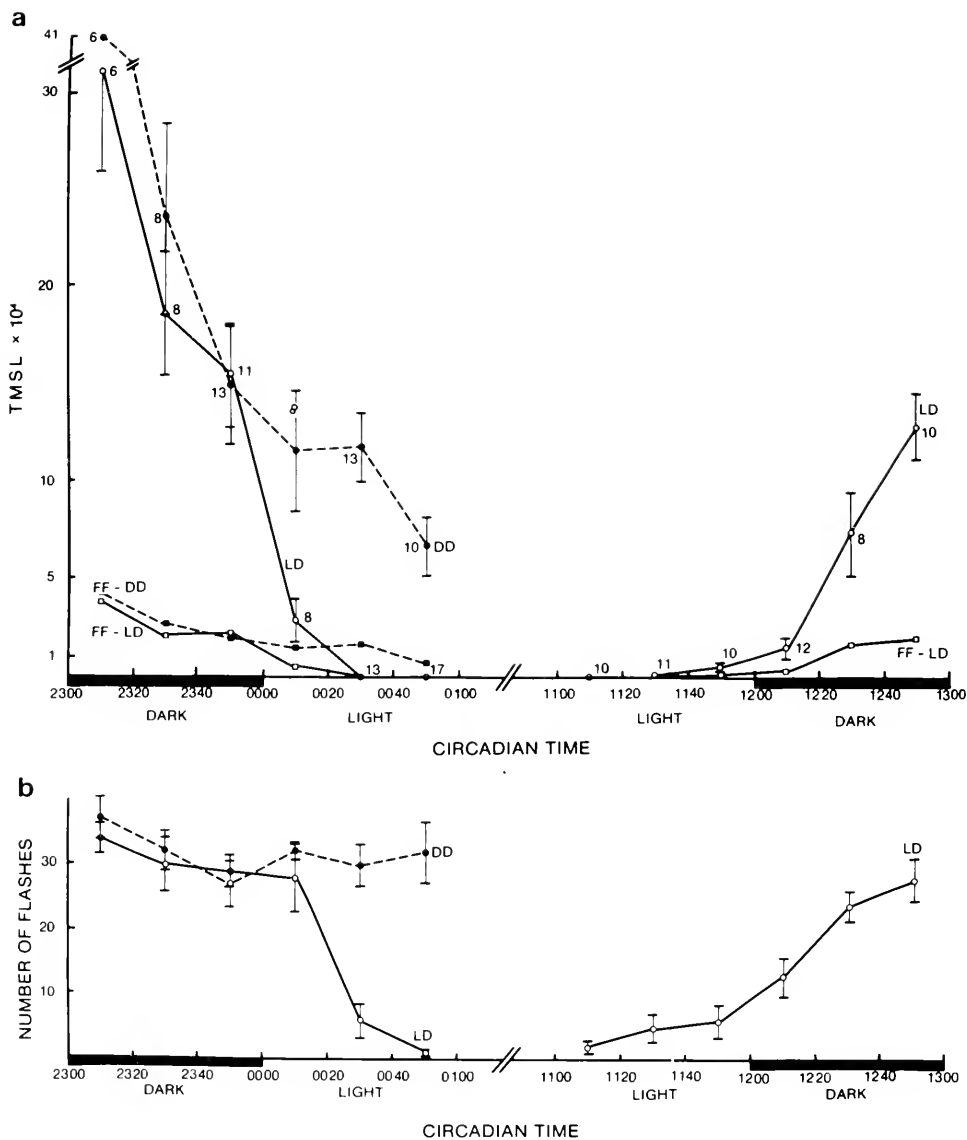 a
41
30
20
10
5
1
TMSL × 10⁴
6
6
8
8
11
13
8
13
LD
8
10 DD
FF - DD
FF - LD
13
17
10
11
10
12
8
LD
10
FF - LD
2300 2320 2340 0000 0020 0040 0100 1100 1120 1140 1200 1220 1240 1300
DARK LIGHT LIGHT DARK
CIRCADIAN TIME
b
30
20
10
NUMBER OF FLASHES
DD
LD
LD
2300 2320 2340 0000 0020 0040 0100 1100 1120 1140 1200 1220 1240 1300
DARK LIGHT LIGHT DARK
CIRCADIAN TIME